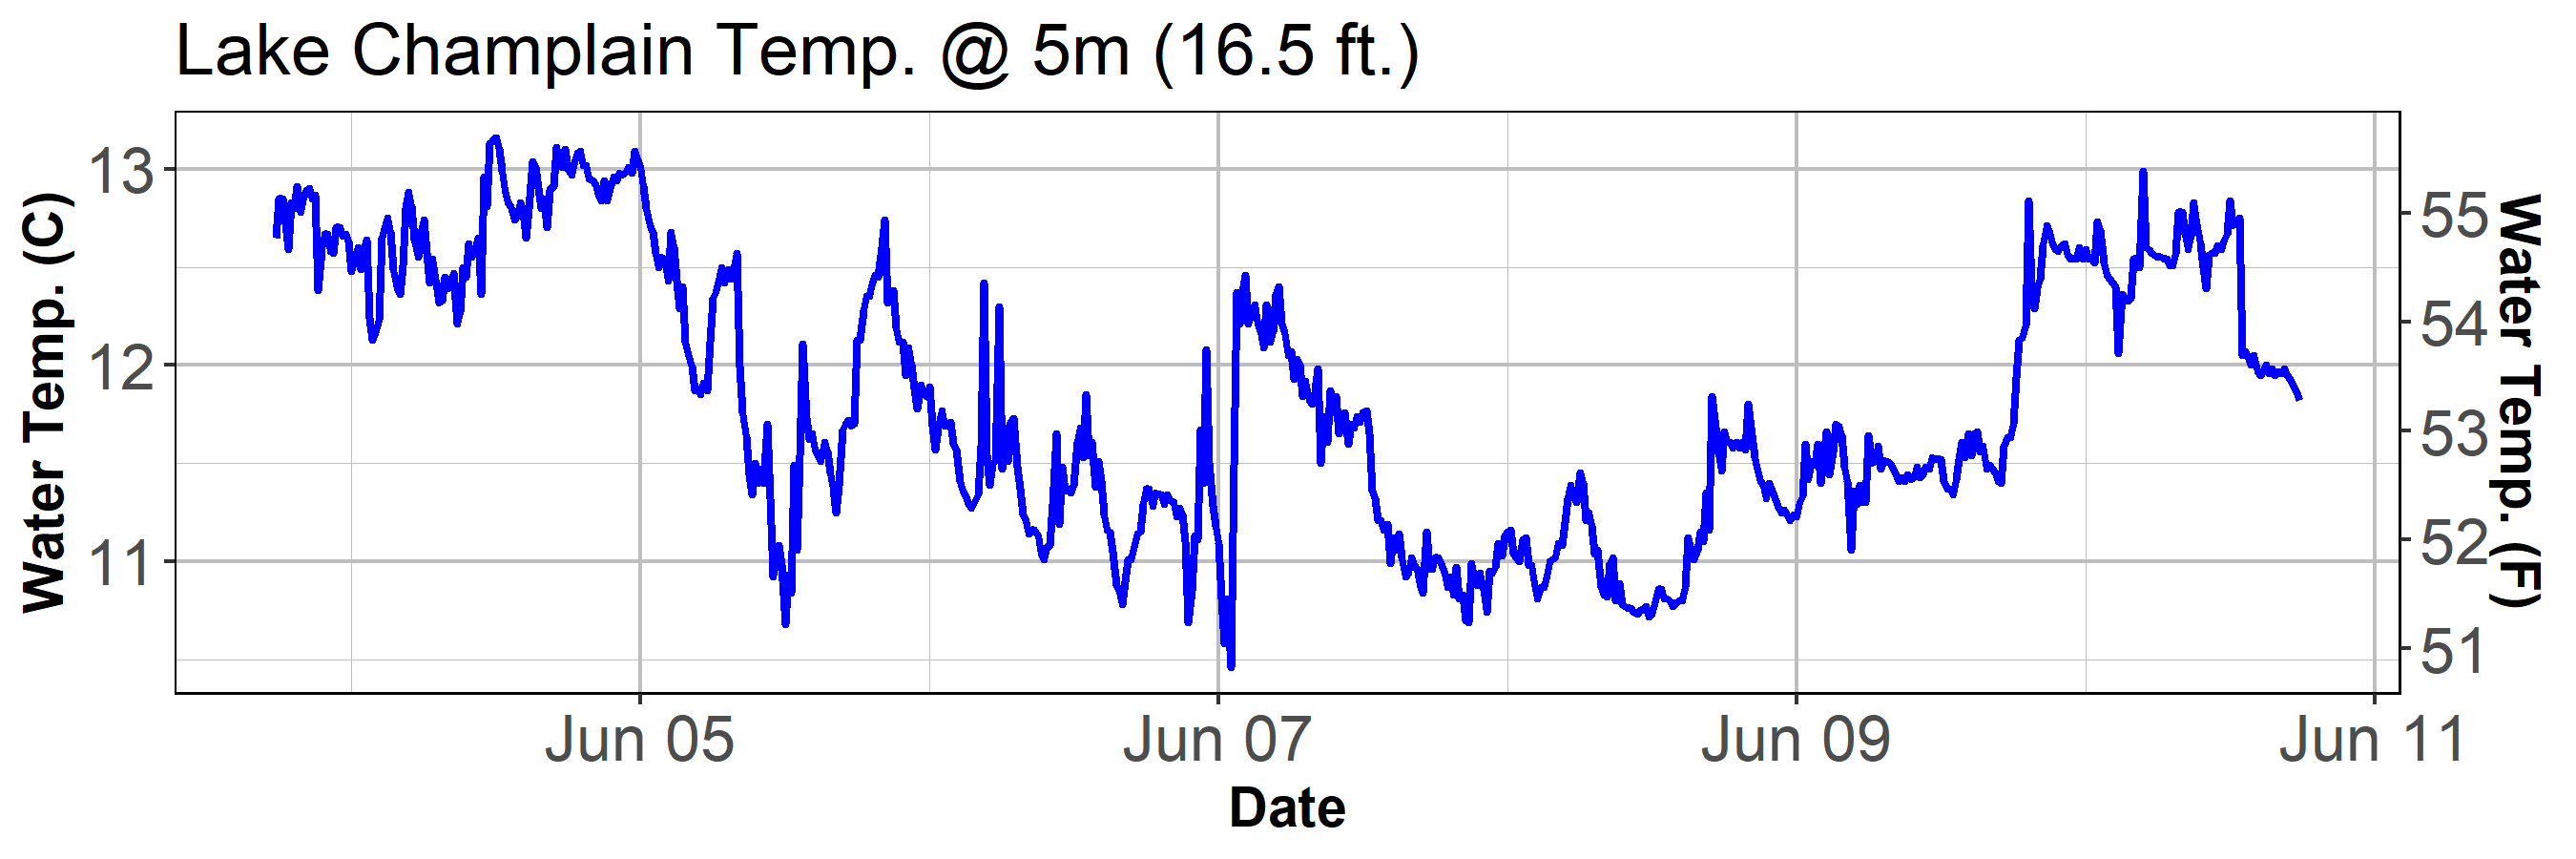 Lake Champlain Temp. @ 5m (16.5 ft.)
Water Temp. (C)
13
12
11
55
54
53
52
51
Water Temp. (F)
Jun 05 Jun 07 Jun 09 Jun 11
Date